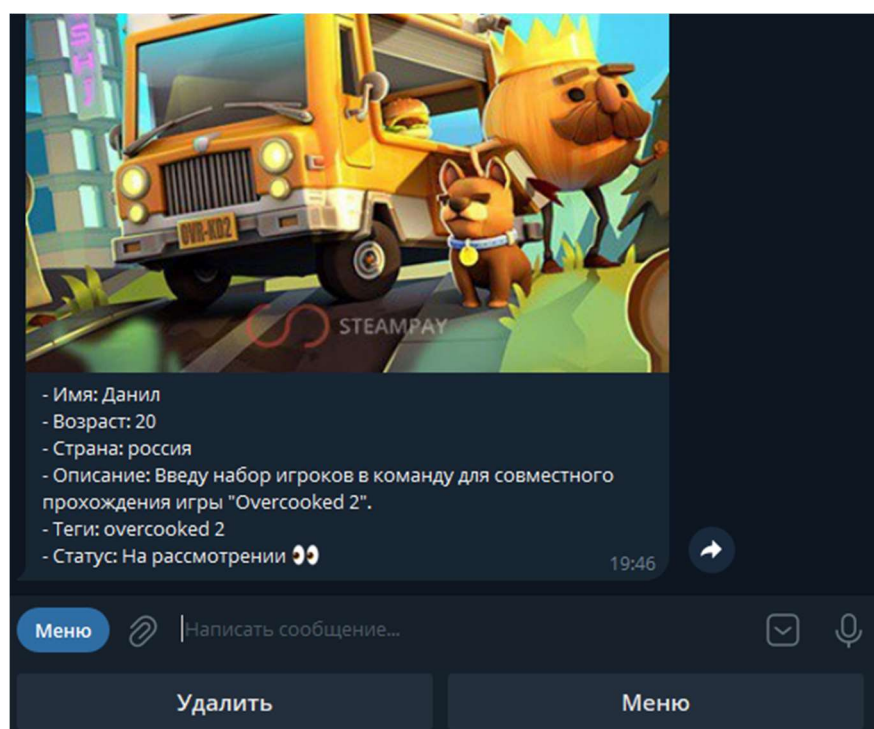 SH
OVR-KD2
STEAMPAY
- Имя: Данил
- Возраст: 20
- Страна: россия
- Описание: Введу набор игроков в команду для совместного
прохождения игры "Overcooked 2".
- Теги: overcooked 2
- Статус: На рассмотрении 👀
19:46
Меню
Написать сообщение...
Удалить
Меню